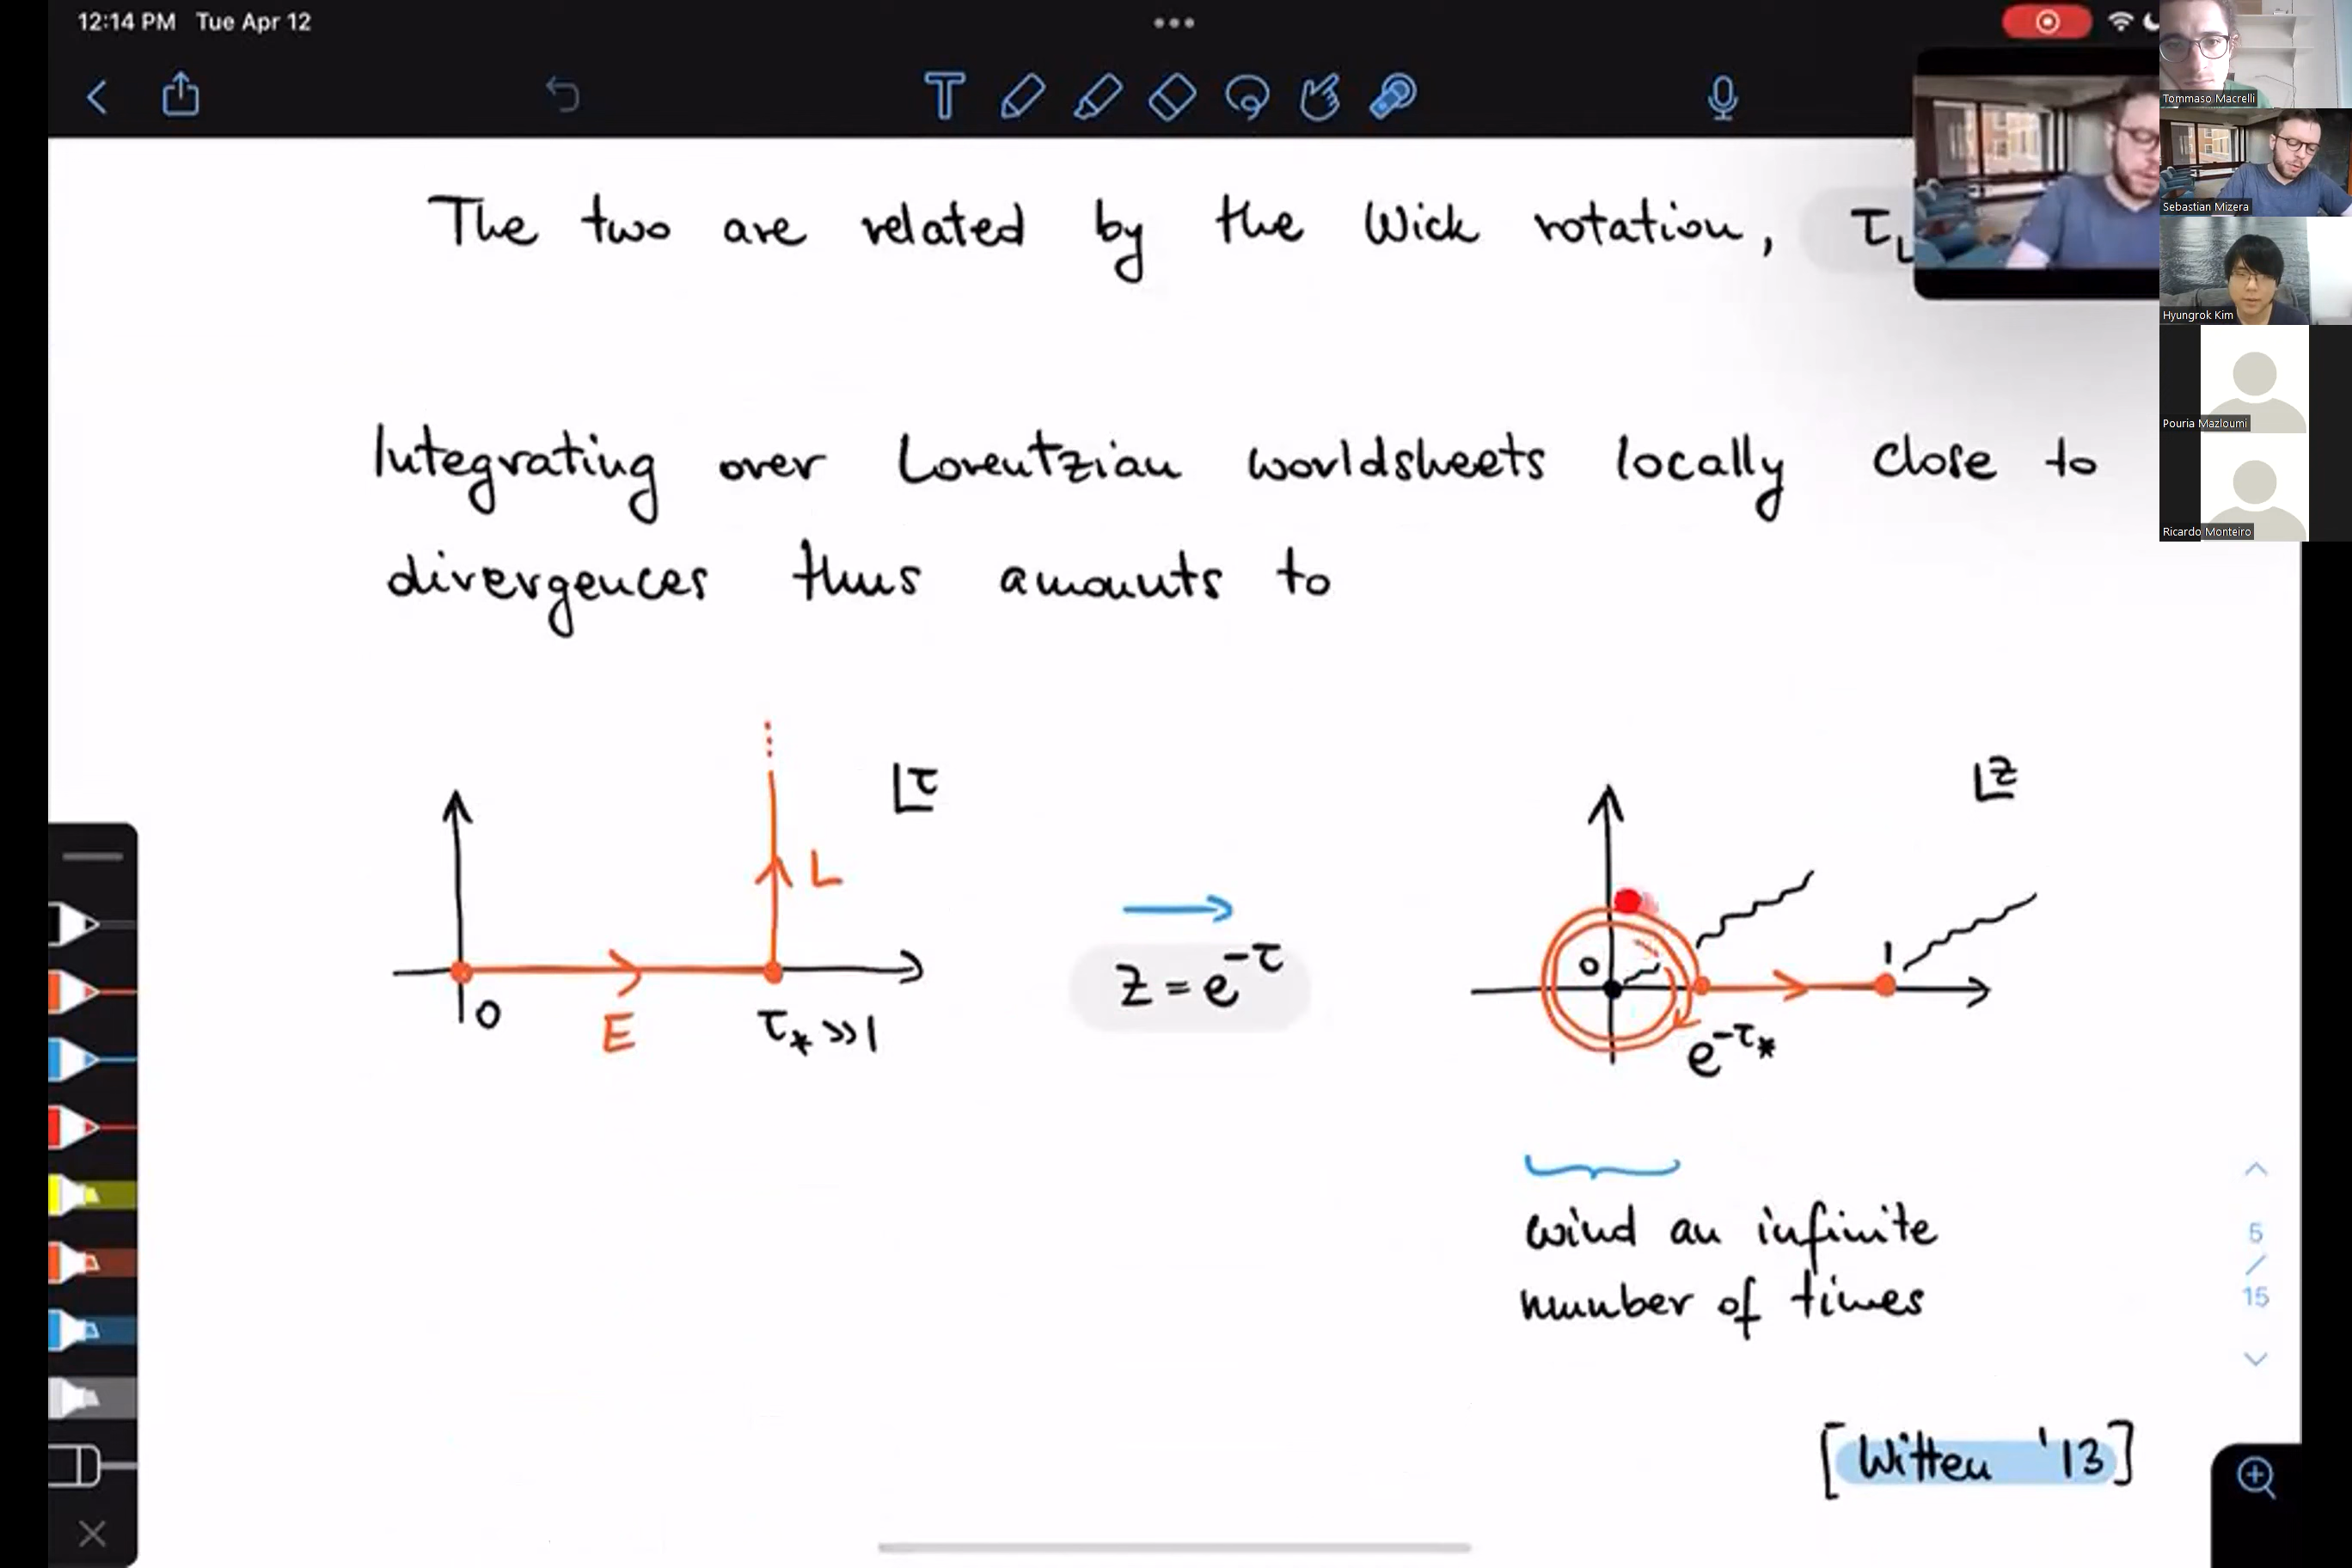 12:14 PM Tue Apr 12
Tommaso Macrelli
Sebastian Mizera
Hyungrok Kim
Pouria Mazloumi
Ricardo Monteiro
The two are related by the Wick rotation, τ
Integrating over Lorentzian worldsheets locally close to
divergences thus amounts to
τ
L
0
E
τ* >>1
z = e^-τ
z
0
1
e^-τ*
wind an infinite
number of times
5
/
15
[Witten '13]